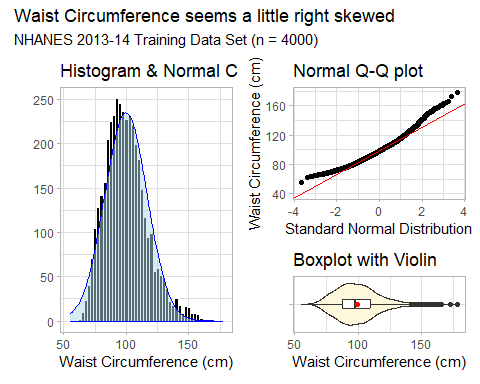 Waist Circumference seems a little right skewed
NHANES 2013-14 Training Data Set (n = 4000)
Histogram & Normal C
250
200
150
100
50
0
50
100
150
Waist Circumference (cm)
Normal Q-Q plot
Waist Circumference (cm)
160
120
80
40
-4
-2
0
2
4
Standard Normal Distribution
Boxplot with Violin
50
100
150
Waist Circumference (cm)